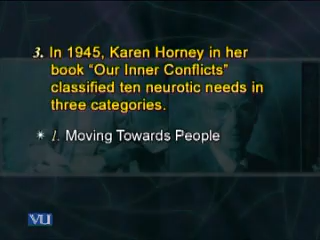 3. In 1945, Karen Horney in her
book “Our Inner Conflicts”
classified ten neurotic needs in
three categories.
* 1. Moving Towards People
VU